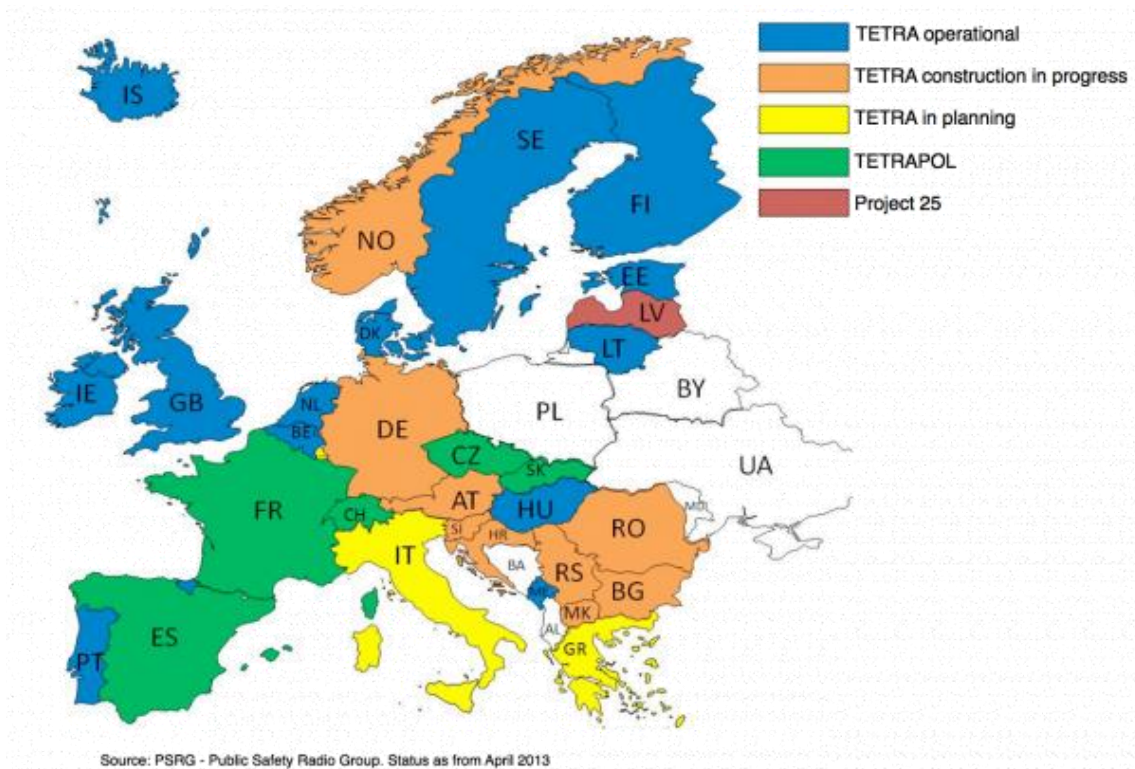 TETRA operational
TETRA construction in progress
TETRA in planning
TETRAPOL
Project 25
IS
SE
FI
NO
EE
LV
DK
LT
IE
GB
NL
BY
PL
BE
DE
CZ
SK
UA
FR
CH
AT
HU
MD
SI
HR
RO
IT
BA
RS
BG
ES
MK
AL
GR
PT
Source: PSRG - Public Safety Radio Group. Status as from April 2013